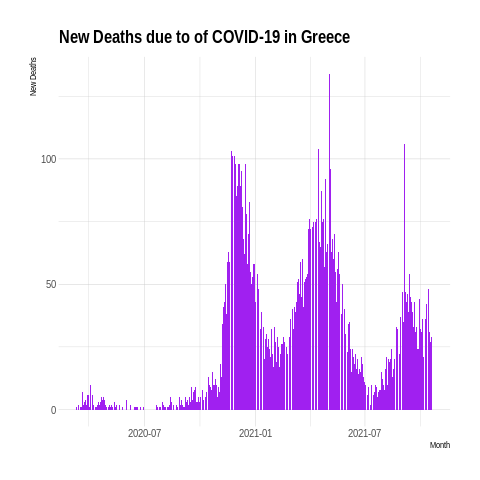 New Deaths due to of COVID-19 in Greece
New Deaths
100
50
0
2020-07 2021-01 2021-07
Month